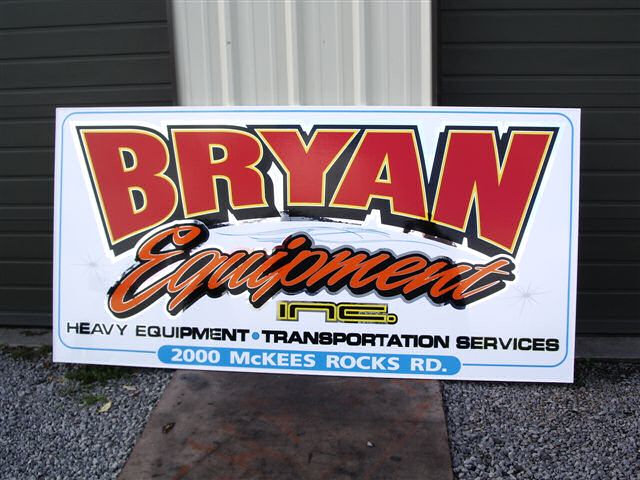 BRYAN
Equipment
inc.
HEAVY EQUIPMENT • TRANSPORTATION SERVICES
2000 McKEES ROCKS RD.